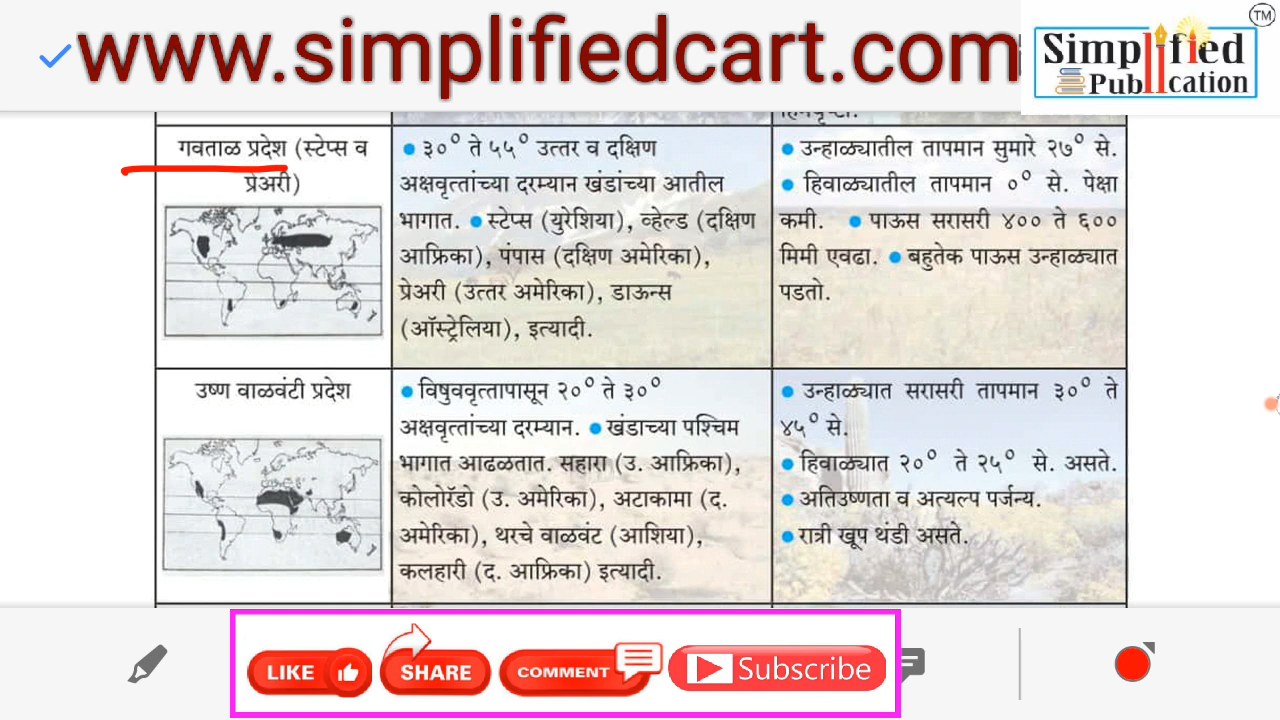 www.simplifiedcart.com
TM
Simplified
Publication
हिमवृष्टी.
गवताळ प्रदेश (स्टेप्स व
प्रेअरी)
● ३०° ते ५५° उत्तर व दक्षिण
अक्षवृत्तांच्या दरम्यान खंडांच्या आतील
भागात. ● स्टेप्स (युरेशिया), व्हेल्ड (दक्षिण
आफ्रिका), पंपास (दक्षिण अमेरिका),
प्रेअरी (उत्तर अमेरिका), डाऊन्स
(ऑस्ट्रेलिया), इत्यादी.
● उन्हाळ्यातील तापमान सुमारे २७° से.
● हिवाळ्यातील तापमान ०° से. पेक्षा
कमी. ● पाऊस सरासरी ४०० ते ६००
मिमी एवढा. ● बहुतेक पाऊस उन्हाळ्यात
पडतो.
उष्ण वाळवंटी प्रदेश
● विषुववृत्तापासून २०° ते ३०°
अक्षवृत्तांच्या दरम्यान. ● खंडाच्या पश्चिम
भागात आढळतात. सहारा (उ. आफ्रिका),
कोलोरॅडो (उ. अमेरिका), अटाकामा (द.
अमेरिका), थरचे वाळवंट (आशिया),
कलहारी (द. आफ्रिका) इत्यादी.
● उन्हाळ्यात सरासरी तापमान ३०° ते
४५° से.
● हिवाळ्यात २०° ते २५° से. असते.
● अतिउष्णता व अत्यल्प पर्जन्य.
● रात्री खूप थंडी असते.
LIKE
SHARE
COMMENT
Subscribe